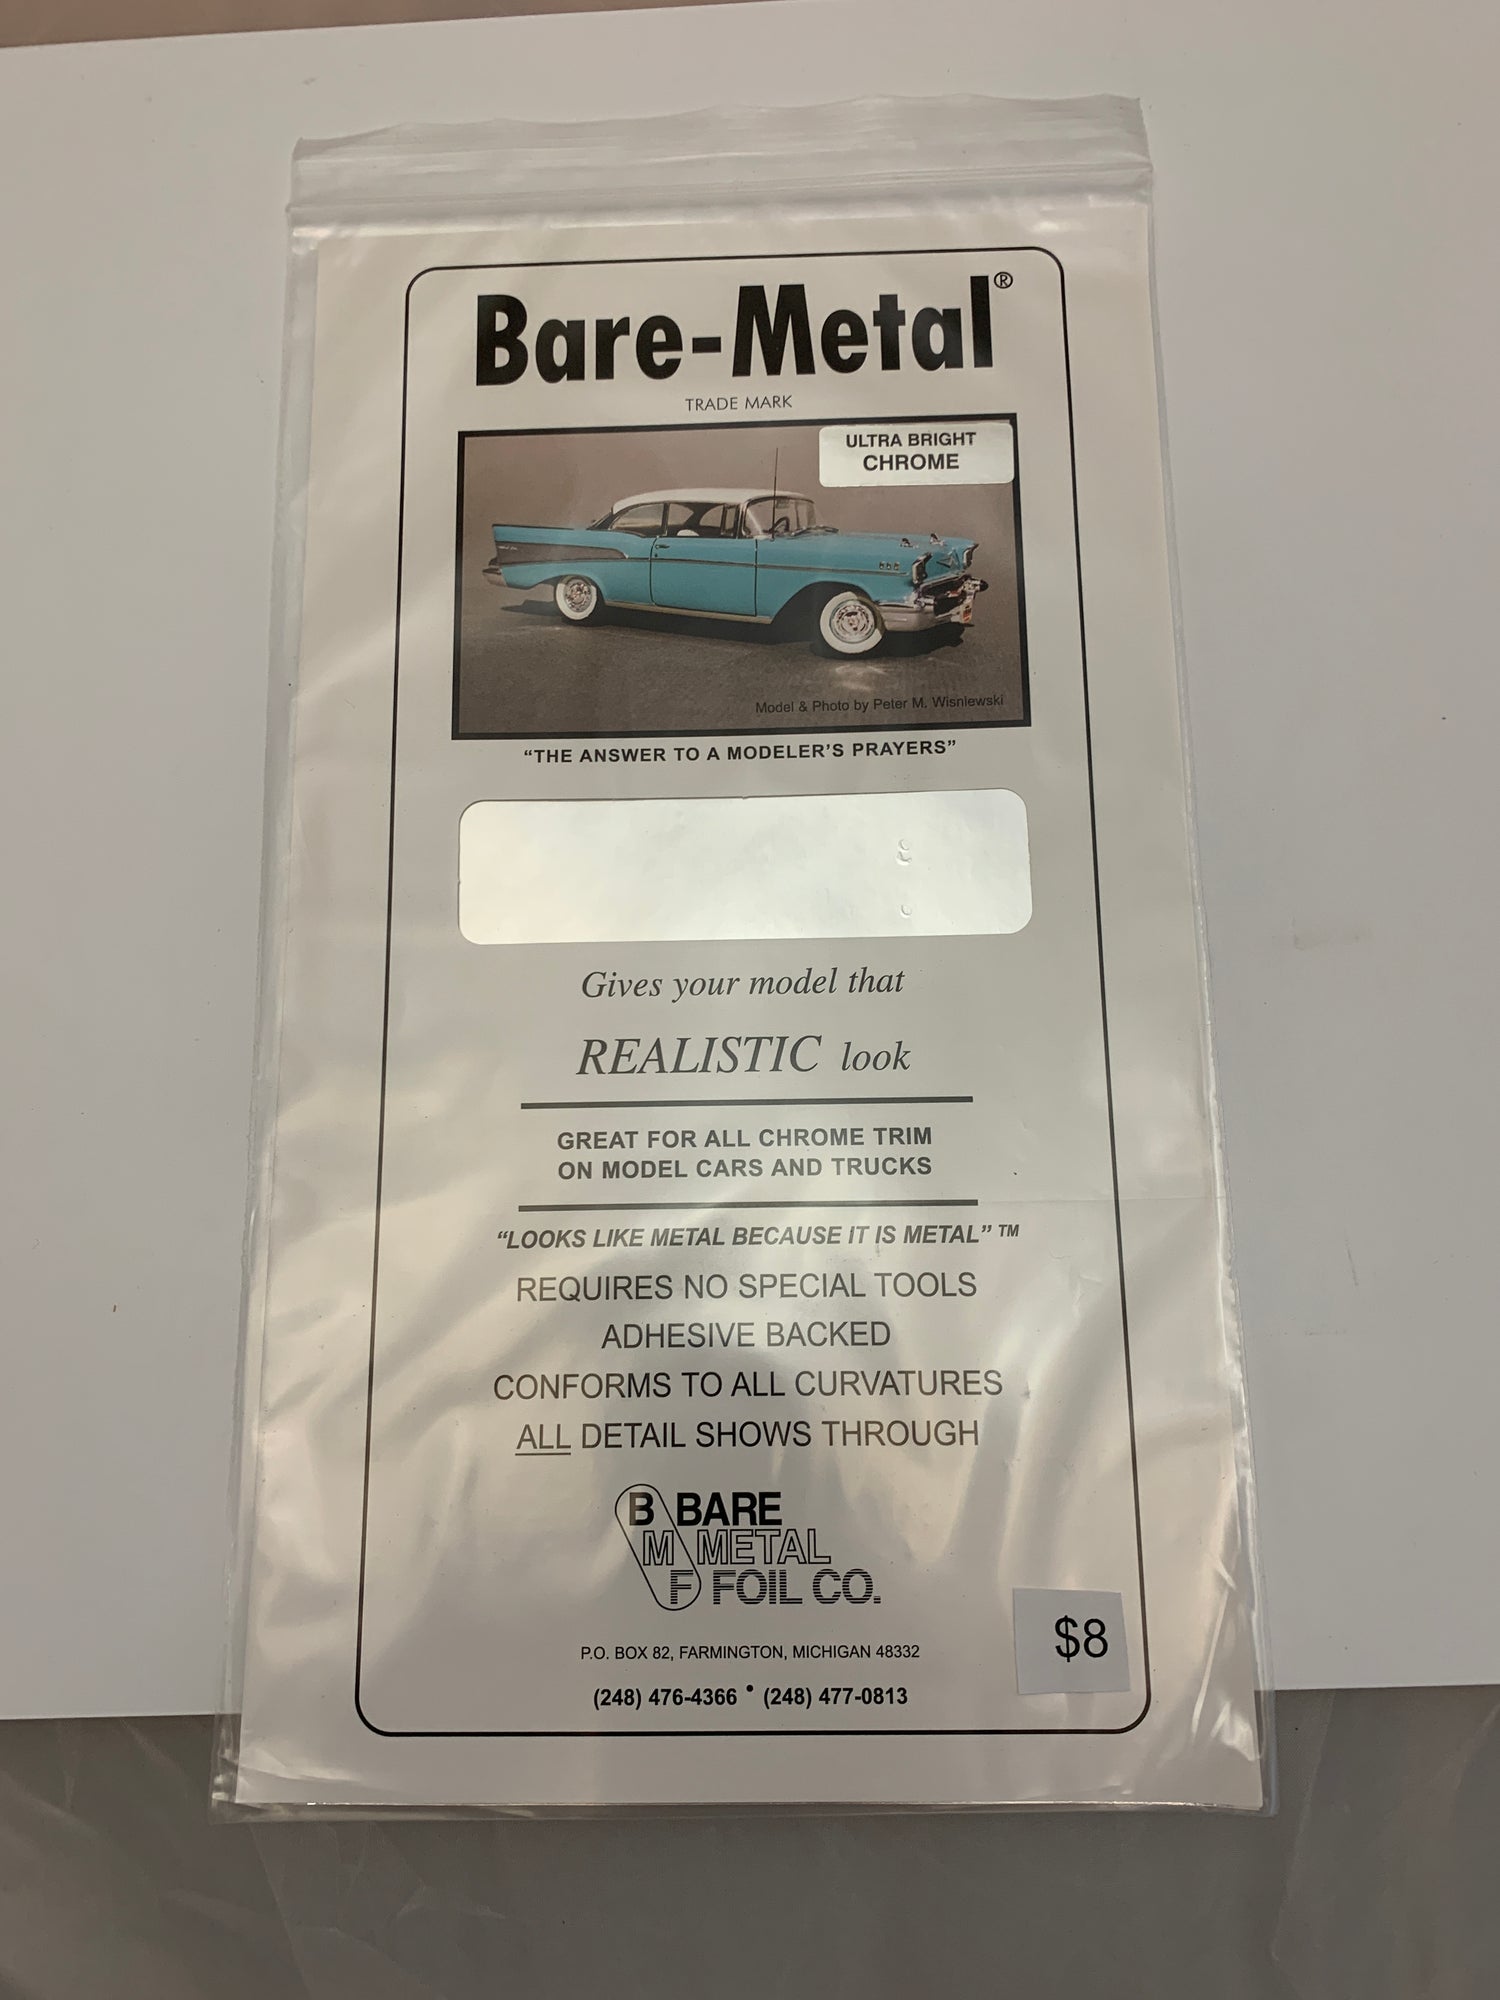 Bare-Metal®
TRADE MARK
ULTRA BRIGHT
CHROME
Model & Photo by Peter M. Wisniewski
“THE ANSWER TO A MODELER’S PRAYERS”
Gives your model that
REALISTIC look
GREAT FOR ALL CHROME TRIM
ON MODEL CARS AND TRUCKS
“LOOKS LIKE METAL BECAUSE IT IS METAL” ™
REQUIRES NO SPECIAL TOOLS
ADHESIVE BACKED
CONFORMS TO ALL CURVATURES
ALL DETAIL SHOWS THROUGH
B BARE
M METAL
F FOIL CO.
$8
P.O. BOX 82, FARMINGTON, MICHIGAN 48332
(248) 476-4366 • (248) 477-0813